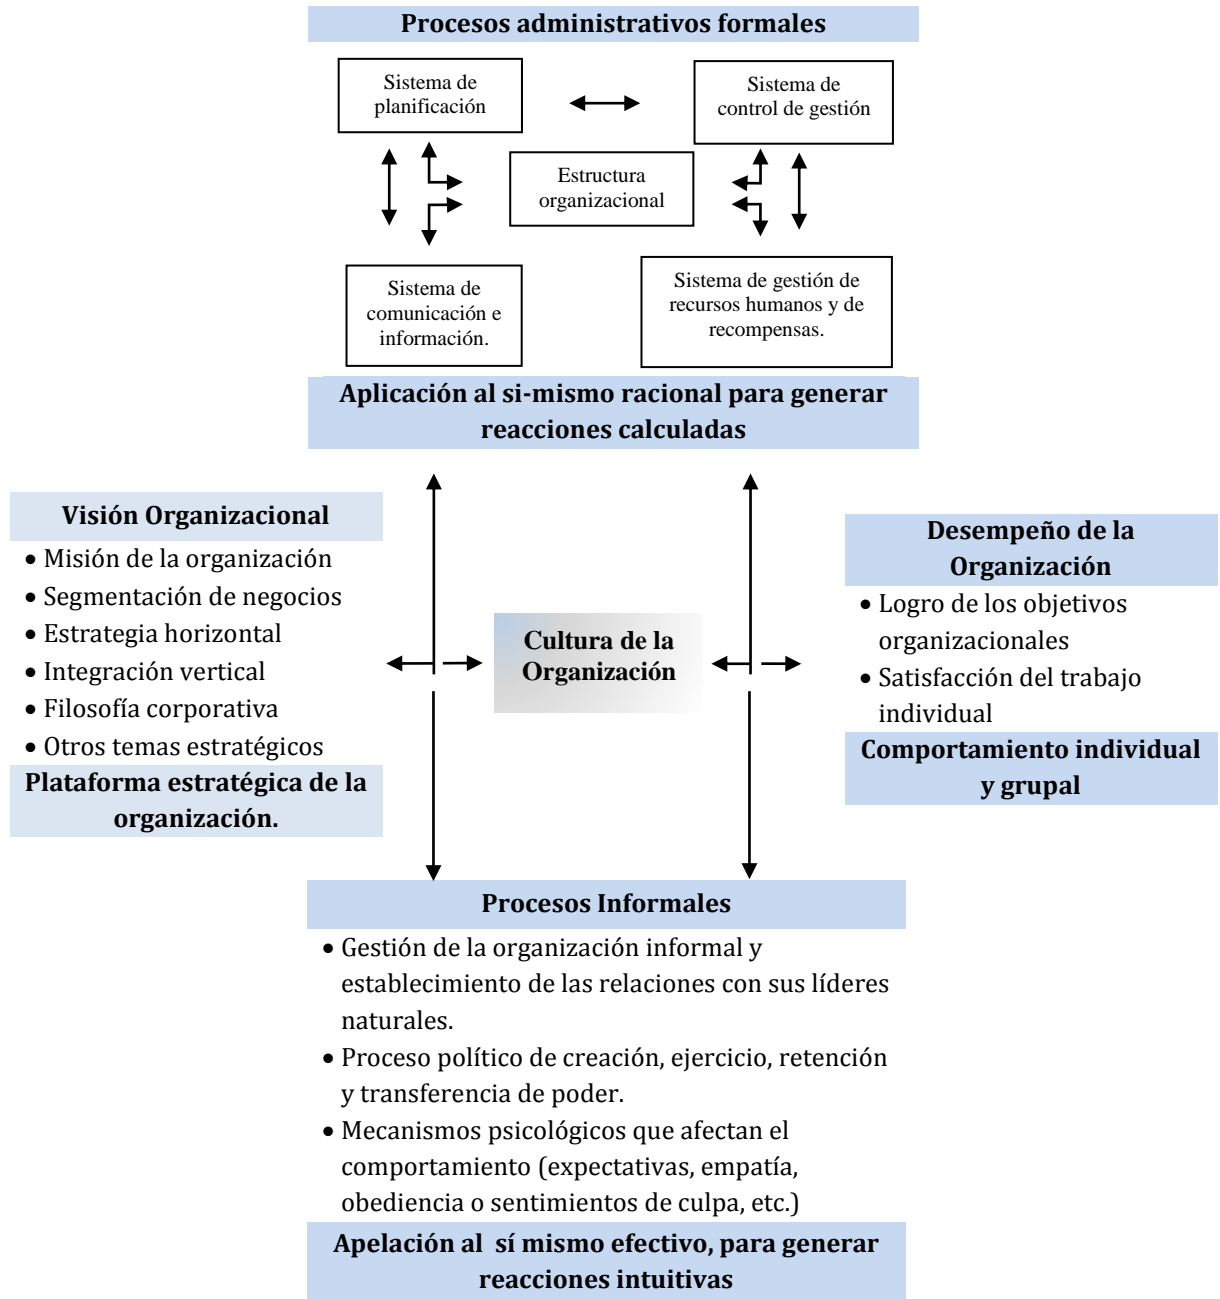 Procesos administrativos formales
Sistema de
planificación
Sistema de
control de gestión
Estructura
organizacional
Sistema de
comunicación e
información.
Sistema de gestión de
recursos humanos y de
recompensas.
Aplicación al si-mismo racional para generar
reacciones calculadas
Visión Organizacional
• Misión de la organización
• Segmentación de negocios
• Estrategia horizontal
• Integración vertical
• Filosofía corporativa
• Otros temas estratégicos
Plataforma estratégica de la
organización.
Cultura de la
Organización
Desempeño de la
Organización
• Logro de los objetivos
organizacionales
• Satisfacción del trabajo
individual
Comportamiento individual
y grupal
Procesos Informales
• Gestión de la organización informal y
establecimiento de las relaciones con sus líderes
naturales.
• Proceso político de creación, ejercicio, retención
y transferencia de poder.
• Mecanismos psicológicos que afectan el
comportamiento (expectativas, empatía,
obediencia o sentimientos de culpa, etc.)
Apelación al  sí mismo efectivo, para generar
reacciones intuitivas